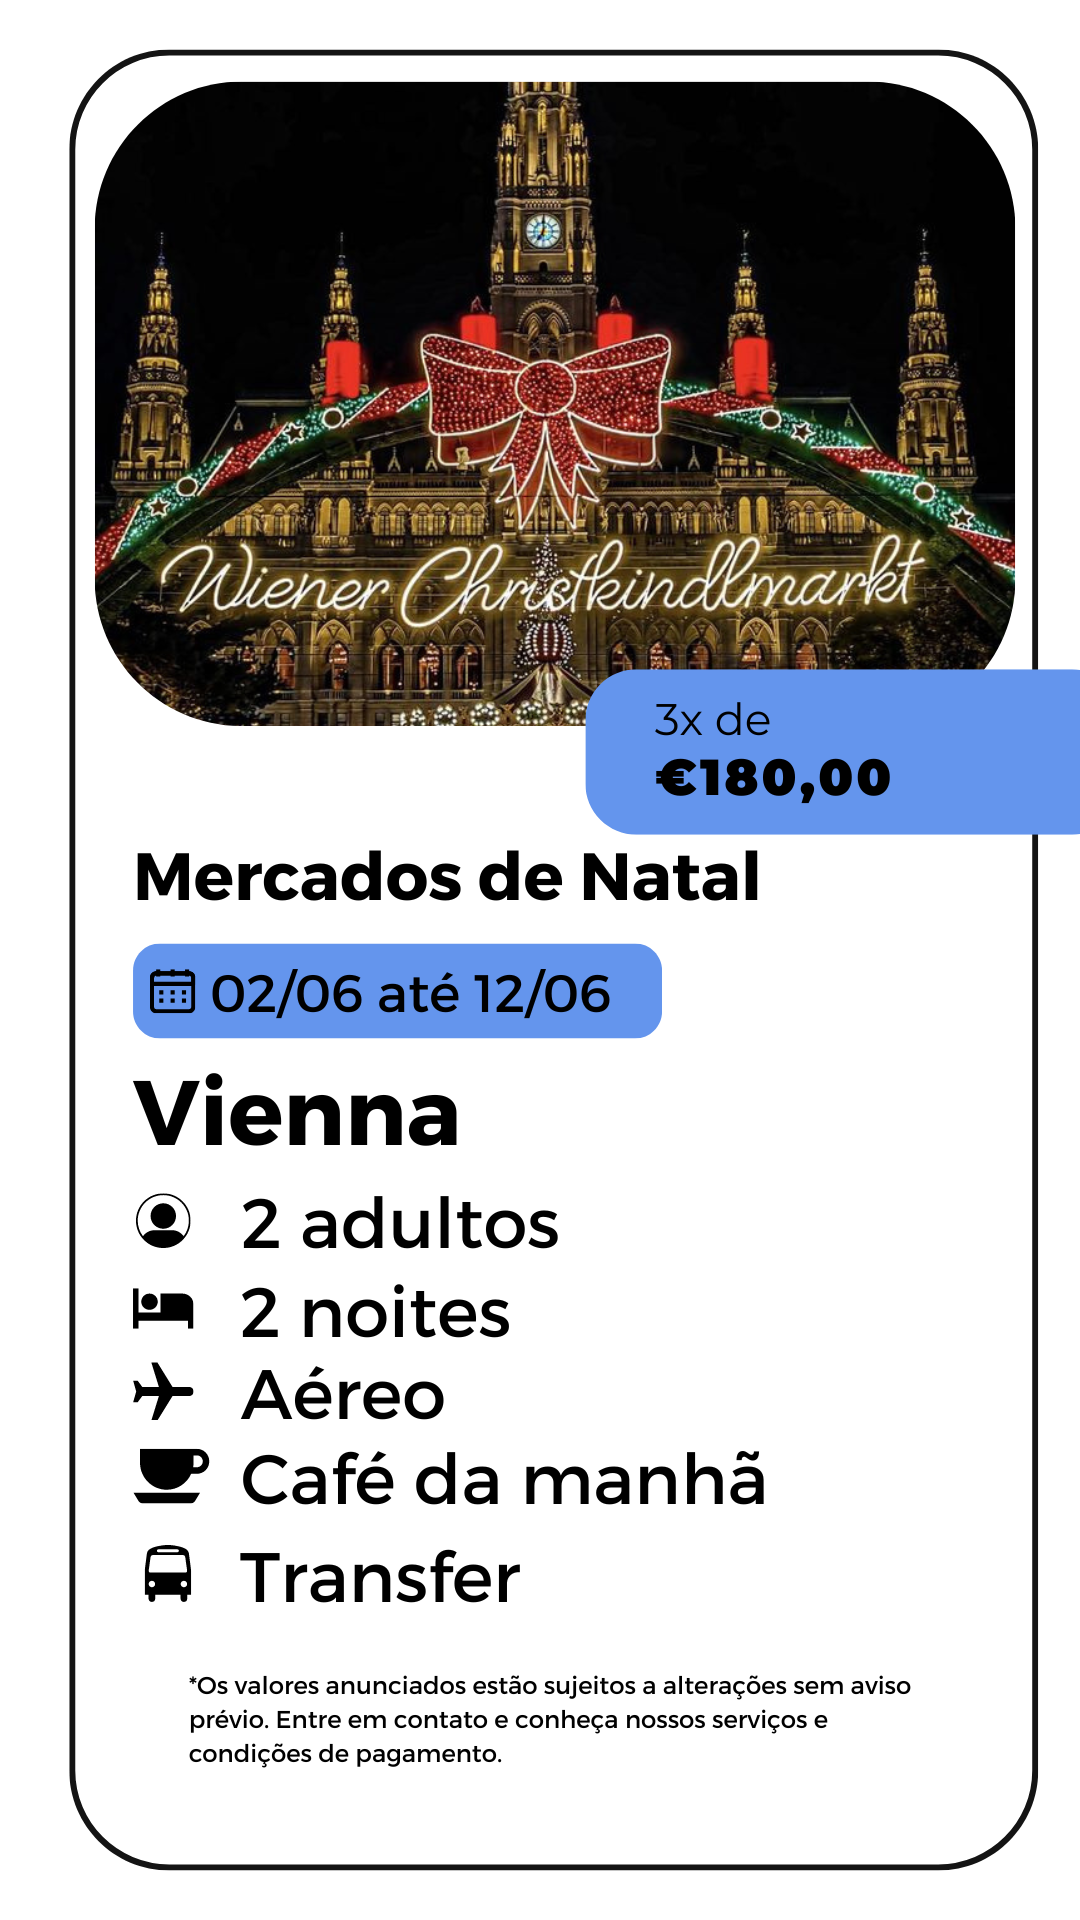 Wiener Christkindlmarkt
3x de
€180,00
Mercados de Natal
02/06 até 12/06
Vienna
2 adultos
2 noites
Aéreo
Café da manhã
Transfer
*Os valores anunciados estão sujeitos a alterações sem aviso
prévio. Entre em contato e conheça nossos serviços e
condições de pagamento.